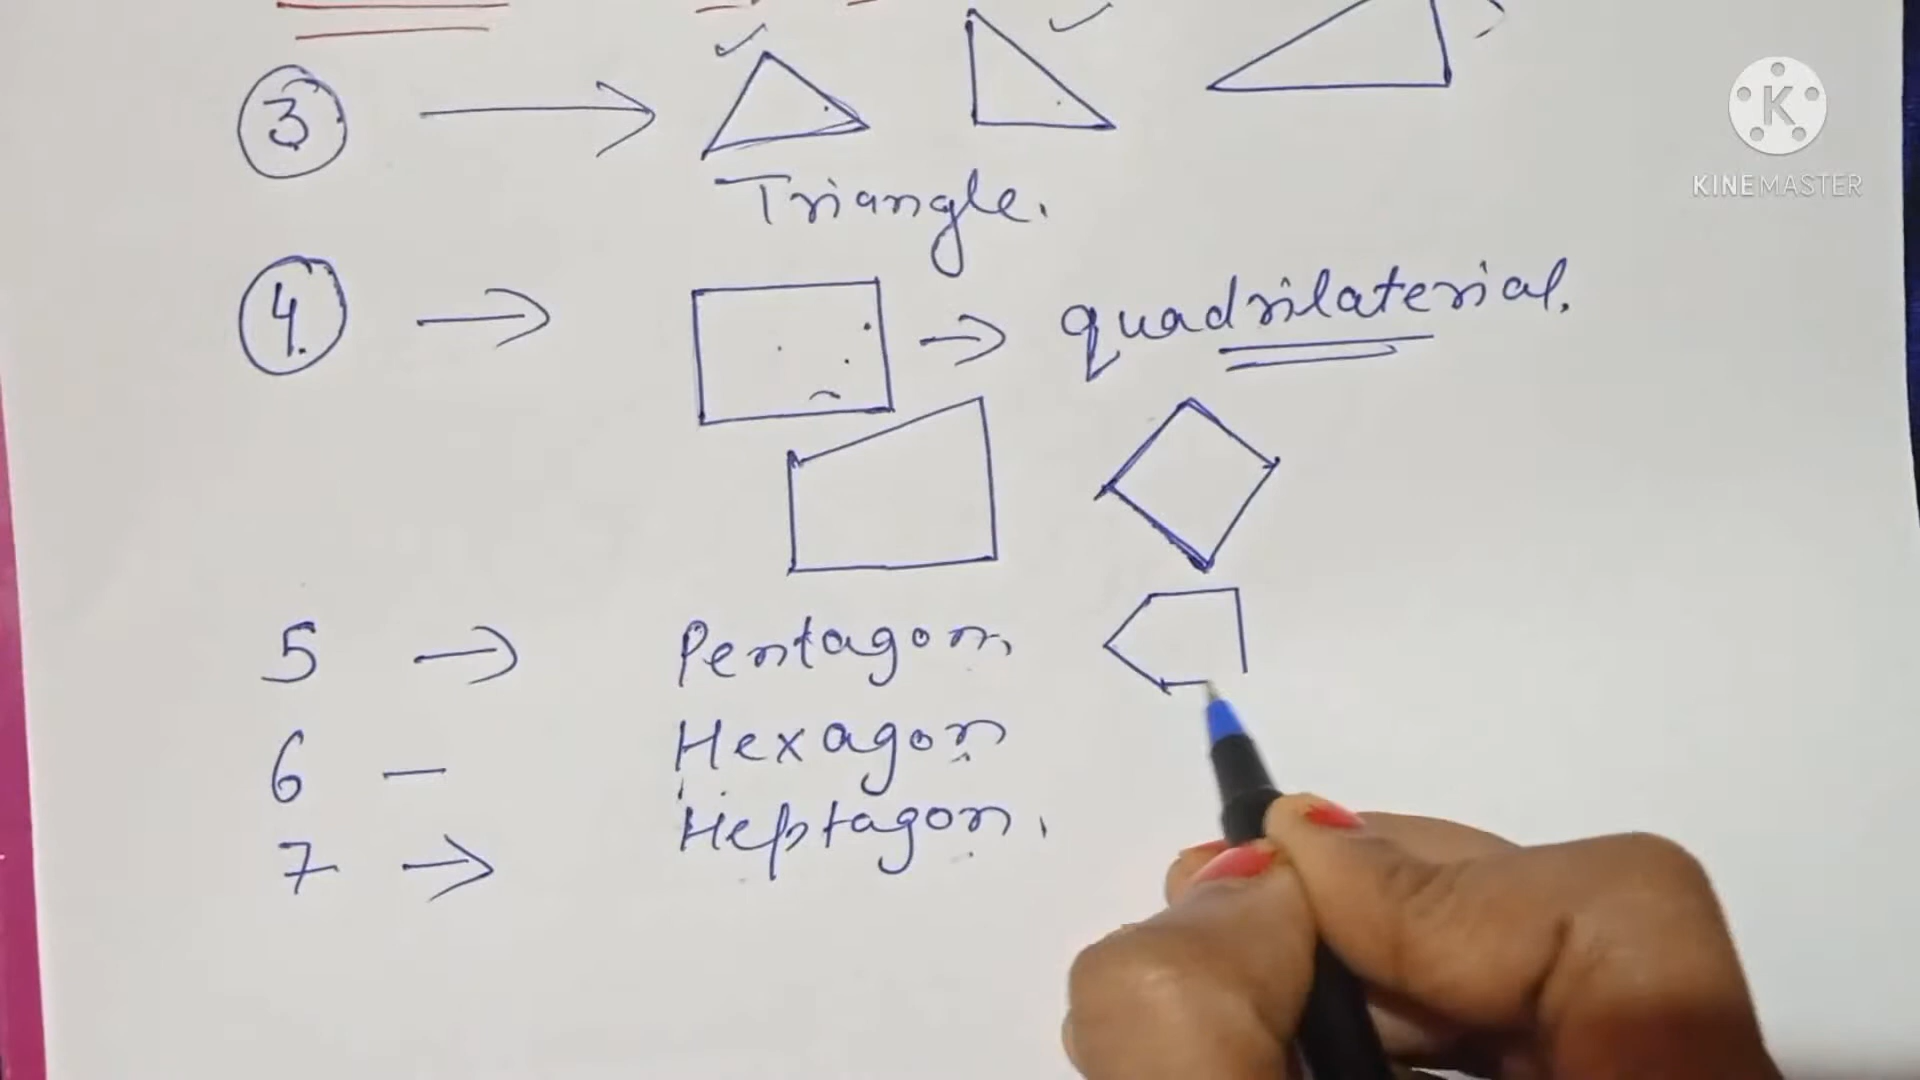 3
Triangle.
4. quadrilaterial.
5 Pentagon,
6 - Hexagon
7 Heptagon,
K
KINEMASTER